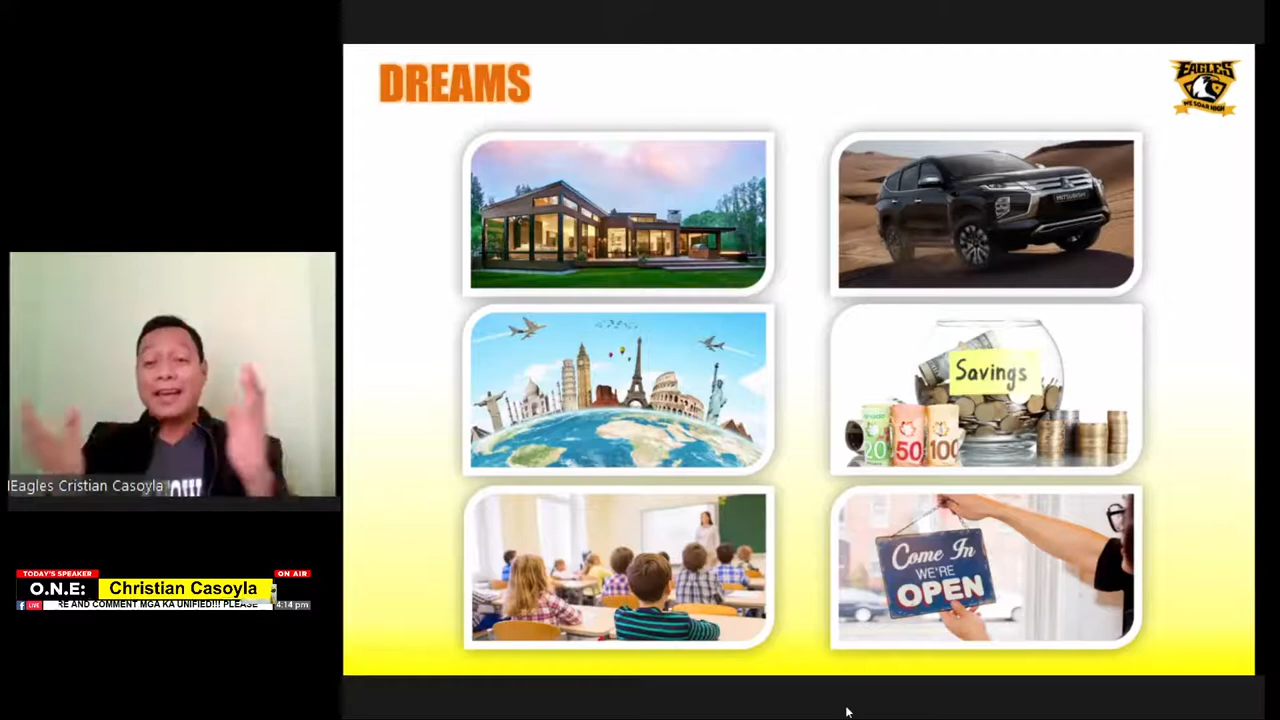 DREAMS
EAGLES
WE SOAR HIGH
MITSUBISHI
Savings
20
50
100
Come In
WE'RE
OPEN
Eagles Cristian Casoyla
TODAY'S SPEAKER
ON AIR
O.N.E:
Christian Casoyla
LIVE
RE AND COMMENT MGA KA UNIFIED!!! PLEASE
4:14 pm